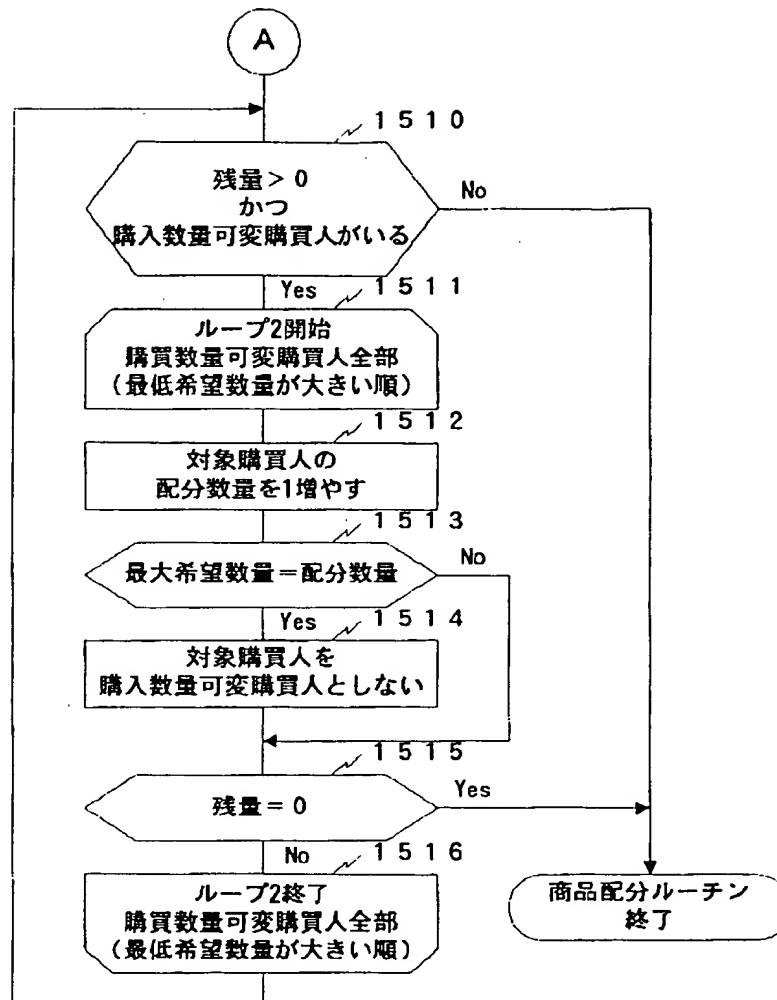 A
1510
残量>0
かつ
購入数量可変購買人がいる
No
Yes
1511
ループ2開始
購買数量可変購買人全部
(最低希望数量が大きい順)
1512
対象購買人の
配分数量を1増やす
1513
最大希望数量=配分数量
No
Yes
1514
対象購買人を
購入数量可変購買人としない
1515
残量=0
Yes
No
1516
ループ2終了
購買数量可変購買人全部
(最低希望数量が大きい順)
商品配分ルーチン
終了